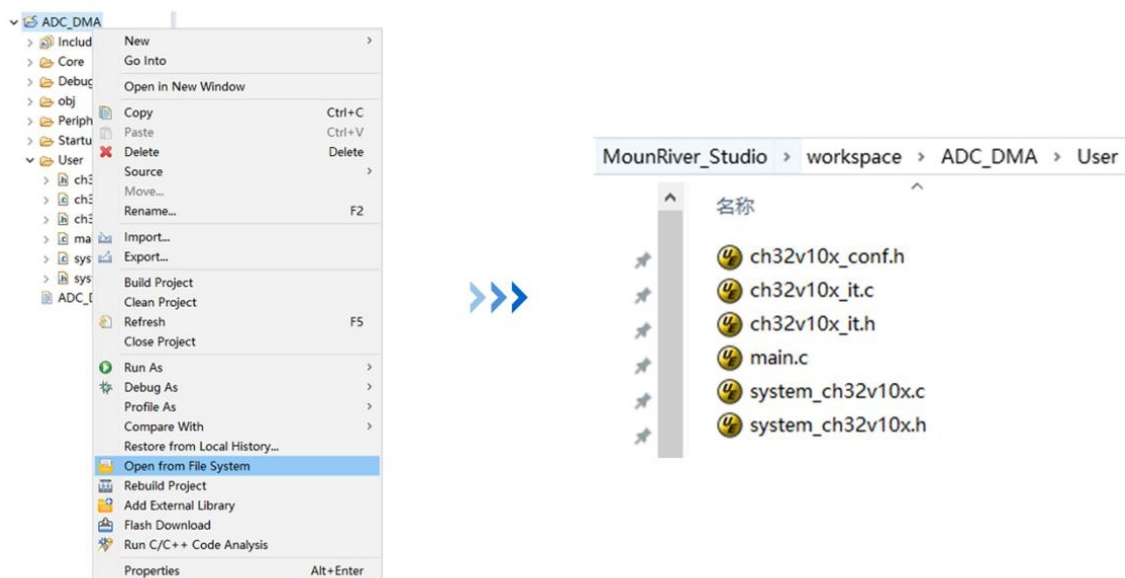 ADC_DMA
Includ
Core
Debug
obj
Periph
Startu
User
ch3
ch3
ch3
ma
sys
sys
ADC_D
New
Go Into
Open in New Window
Copy Ctrl+C
Paste Ctrl+V
Delete Delete
Source
Move...
Rename... F2
Import...
Export...
Build Project
Clean Project
Refresh F5
Close Project
Run As
Debug As
Profile As
Compare With
Restore from Local History...
Open from File System
Rebuild Project
Add External Library
Flash Download
Run C/C++ Code Analysis
Properties Alt+Enter
MounRiver_Studio > workspace > ADC_DMA > User
名称
ch32v10x_conf.h
ch32v10x_it.c
ch32v10x_it.h
main.c
system_ch32v10x.c
system_ch32v10x.h